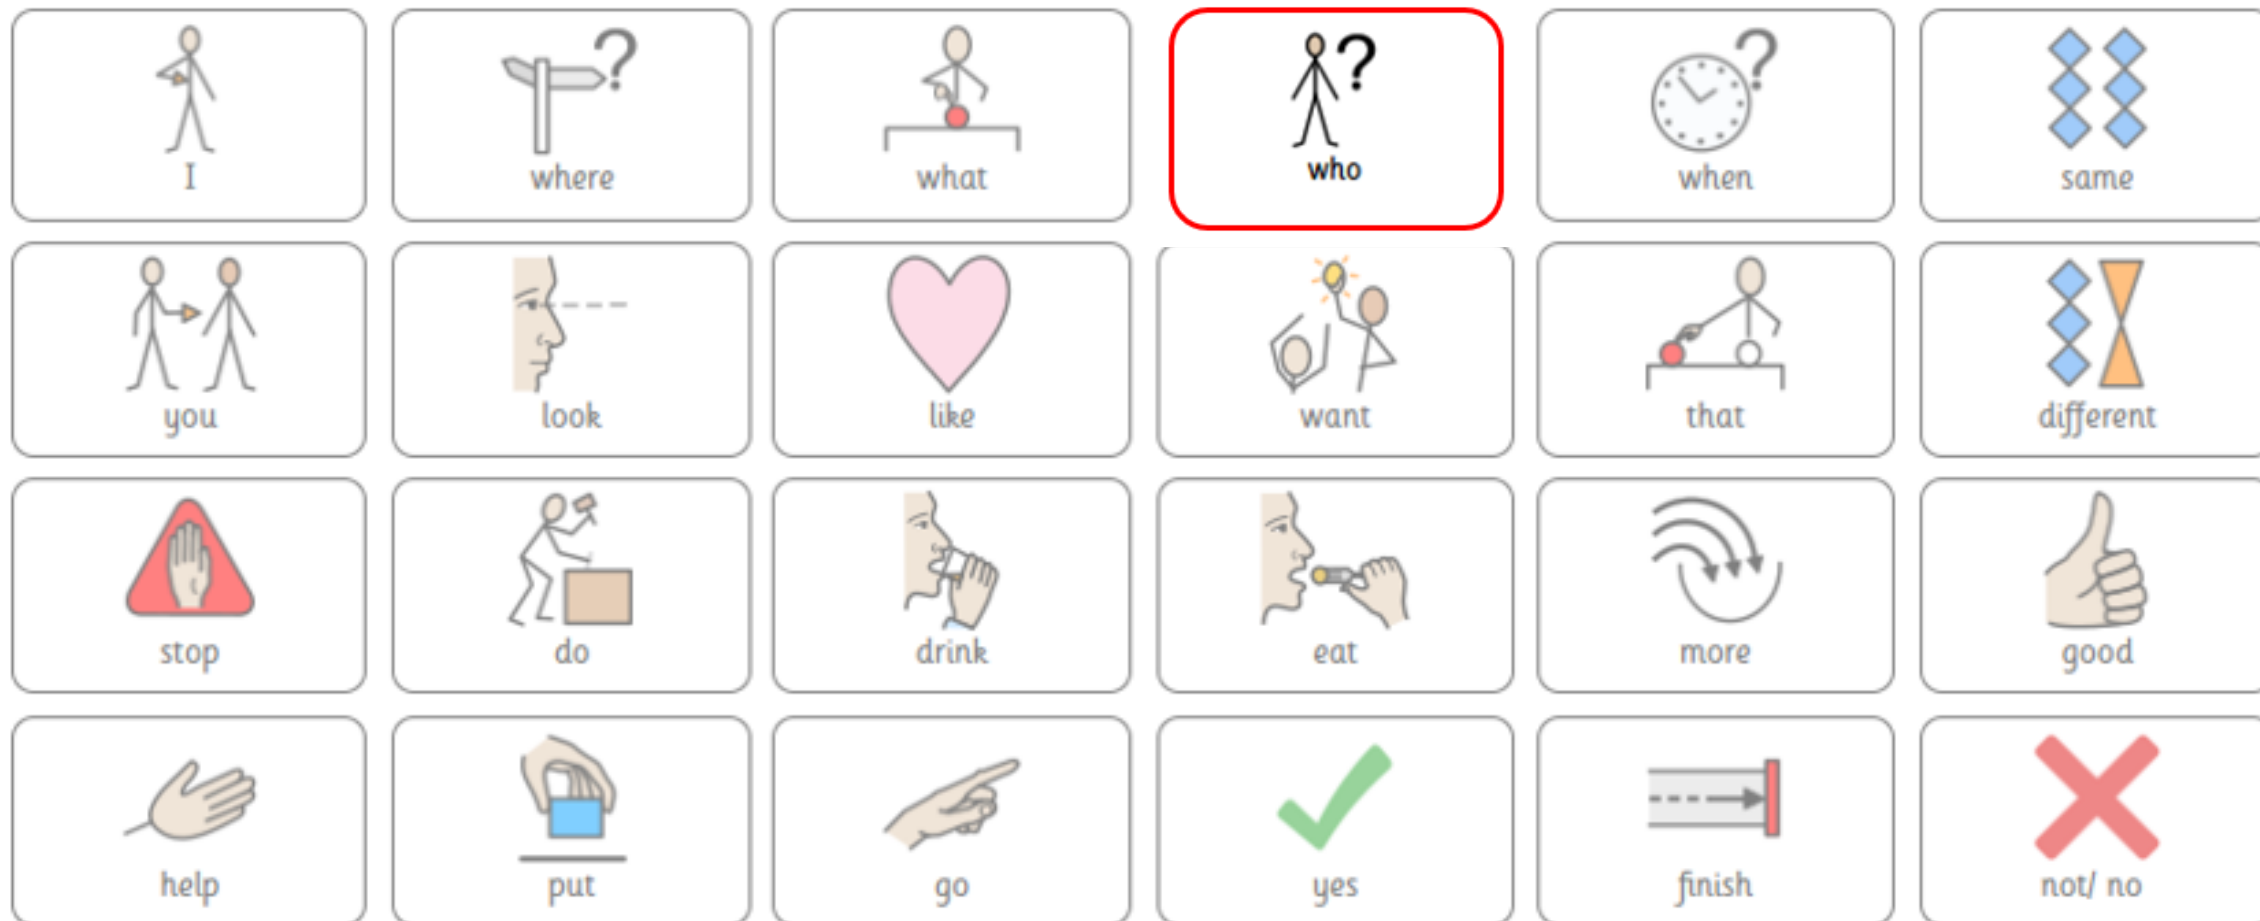 I where what who when same
you look like want that different
stop do drink eat more good
help put go yes finish not/ no